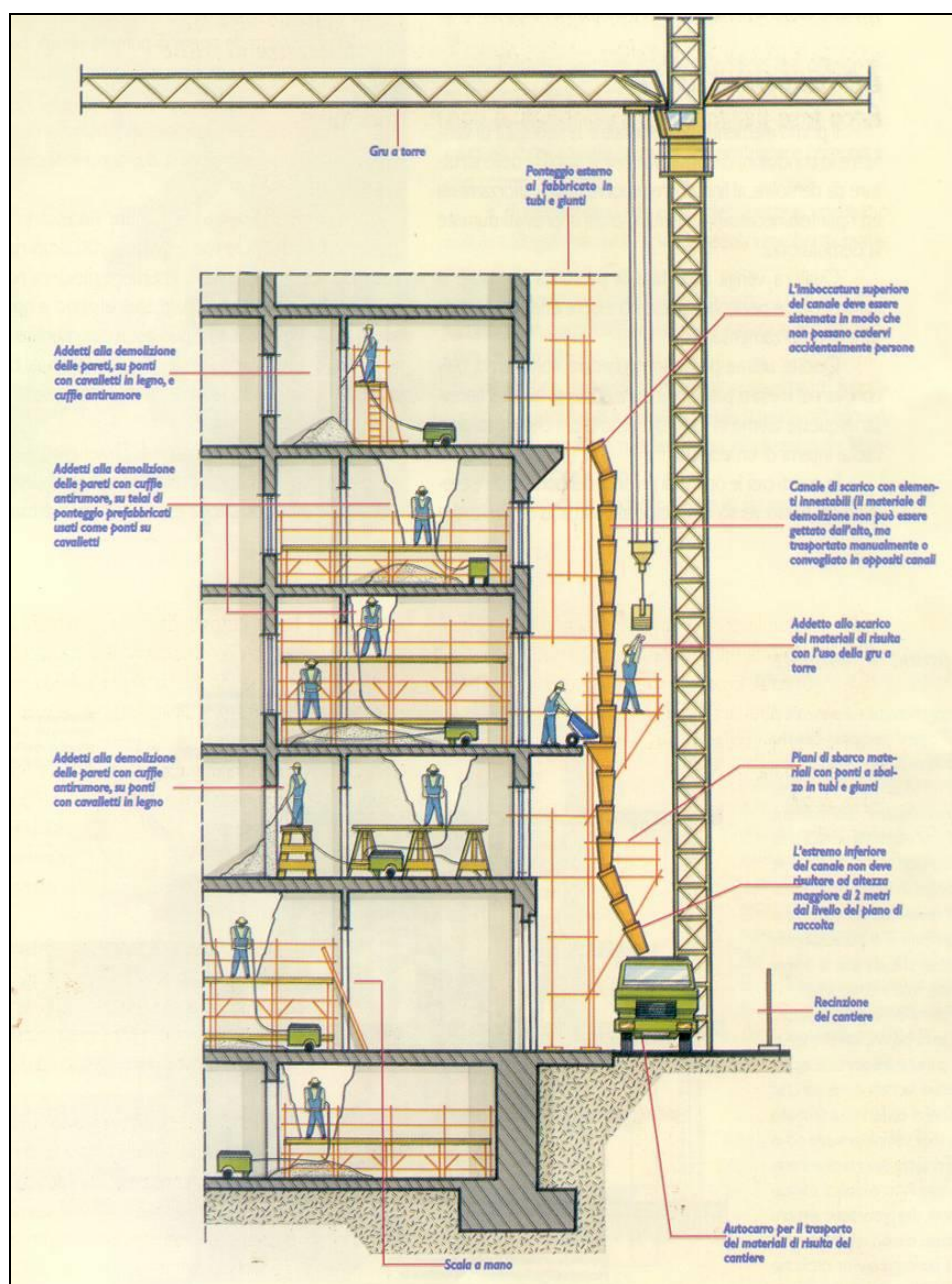 Gru a torre
Ponteggio esterno
al fabbricato in
tubi e giunti
L'imboccatura superiore
del canale deve essere
sistemata in modo che
non possano cadervi
accidentalmente persone
Addetti alla demolizione
delle pareti, su ponti
con cavalletti in legno, e
cuffie antirumore
Addetti alla demolizione
delle pareti con cuffie
antirumore, su telai di
ponteggio prefabbricati
usati come ponti su
cavalletti
Canale di scarico con elemen-
ti innestabili (il materiale di
demolizione non può essere
gettato dall'alto, ma
trasportato manualmente o
convogliato in appositi canali
Addetto allo scarico
dei materiali di risulta
con l'uso della gru a
torre
Addetti alla demolizione
delle pareti con cuffie
antirumore, su ponti
con cavalletti in legno
Piani di sbarco mate-
riali con ponti a sbal-
zo in tubi e giunti
L'estremo inferiore
del canale non deve
risultare ad altezza
maggiore di 2 metri
dal livello del piano di
raccolta
Recinzione
del cantiere
Autocarro per il trasporto
dei materiali di risulta del
cantiere
Scala a mano